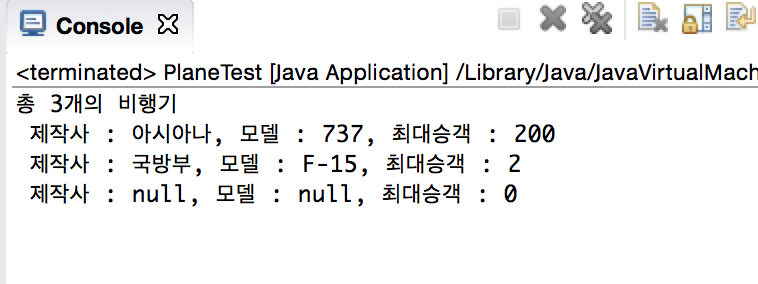 Console
<terminated> PlaneTest [Java Application] /Library/Java/JavaVirtualMach
총 3개의 비행기
제작사 : 아시아나, 모델 : 737, 최대승객 : 200
제작사 : 국방부, 모델 : F-15, 최대승객 : 2
제작사 : null, 모델 : null, 최대승객 : 0